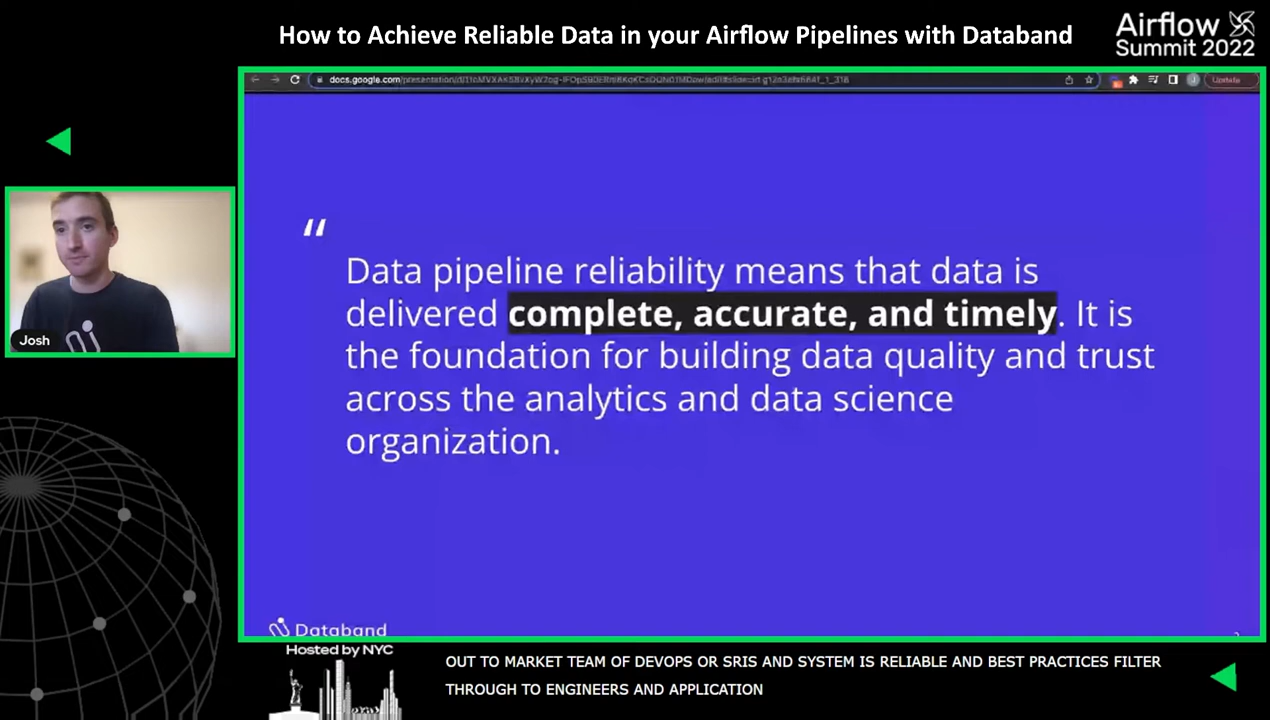 How to Achieve Reliable Data in your Airflow Pipelines with Databand
Airflow
Summit 2022
docs.google.com
Update
Josh
“
Data pipeline reliability means that data is
delivered complete, accurate, and timely. It is
the foundation for building data quality and trust
across the analytics and data science
organization.
Databand
Hosted by NYC
OUT TO MARKET TEAM OF DEVOPS OR SRIS AND SYSTEM IS RELIABLE AND BEST PRACTICES FILTER
THROUGH TO ENGINEERS AND APPLICATION